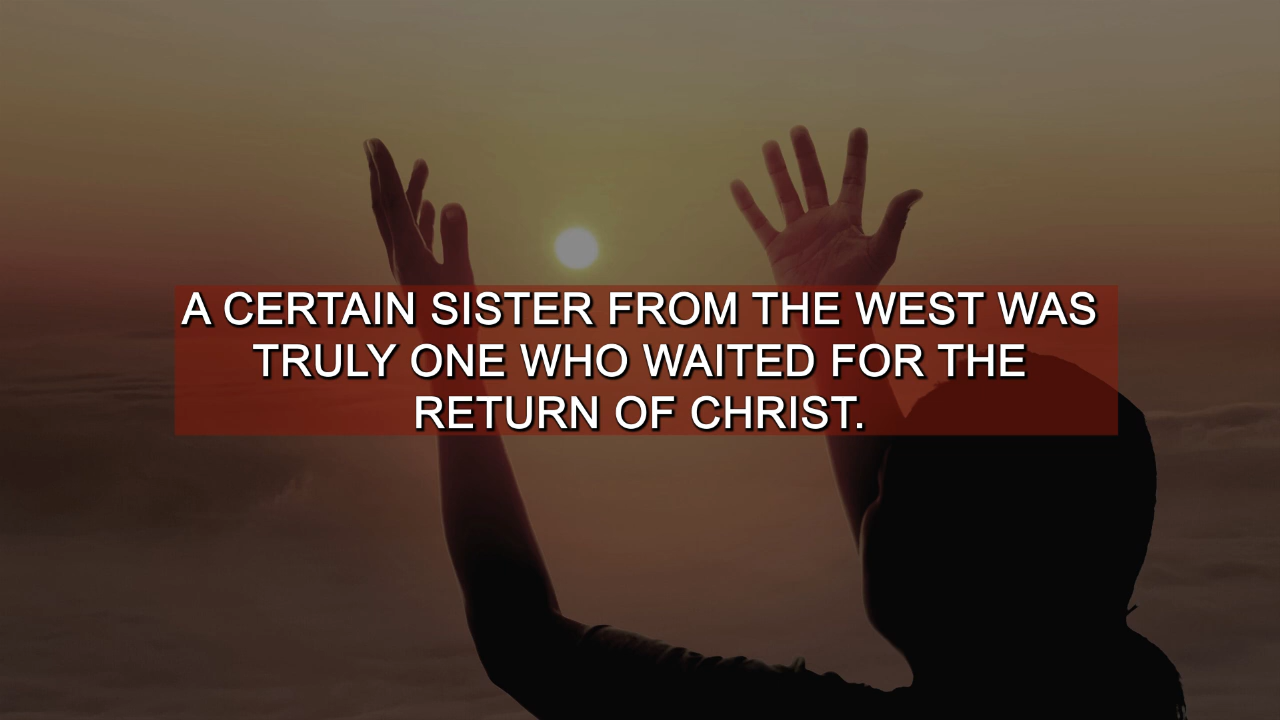 A CERTAIN SISTER FROM THE WEST WAS
TRULY ONE WHO WAITED FOR THE
RETURN OF CHRIST.